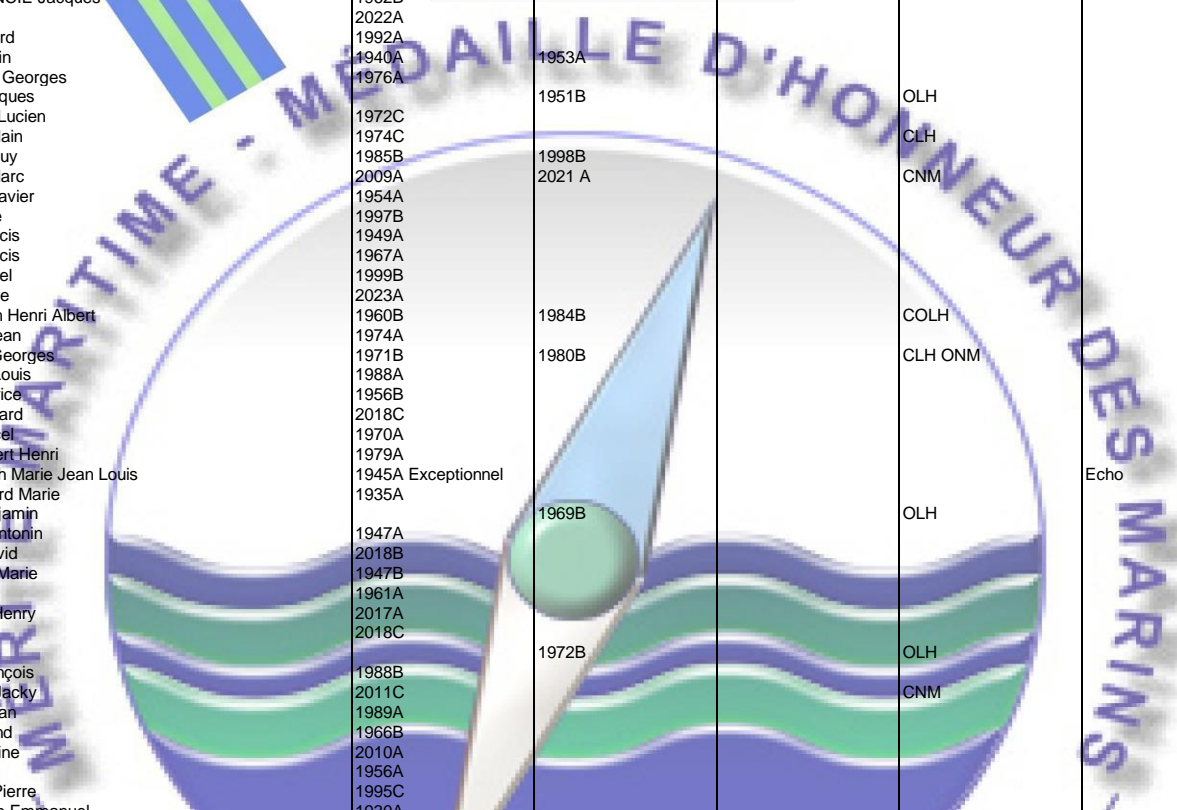 Jacques
2022A
rd 1992A
in 1940A 1953A
Georges 1976A
ques 1951B OLH
Lucien 1972C
ain 1974C CLH
uy 1985B 1998B
arc 2009A 2021 A CNM
avier 1954A
e 1997B
cis 1949A
cis 1967A
el 1999B
e 2023A
n Henri Albert 1960B 1984B COLH
ean 1974A
Georges 1971B 1980B CLH ONM
ouis 1988A
rice 1956B
ard 2018C
cel 1970A
ert Henri 1979A
h Marie Jean Louis 1945A Exceptionnel Echo
rd Marie 1935A
jamin 1969B OLH
ntonin 1947A
vid 2018B
Marie 1947B
1961A
Henry 2017A
2018C
1972B OLH
nçois 1988B
Jacky 2011C CNM
an 1989A
nd 1966B
ine 2010A
1956A
Pierre 1995C
Emmanuel
MARITIME - MÉDAILLE D'HONNEUR DES MARINS -